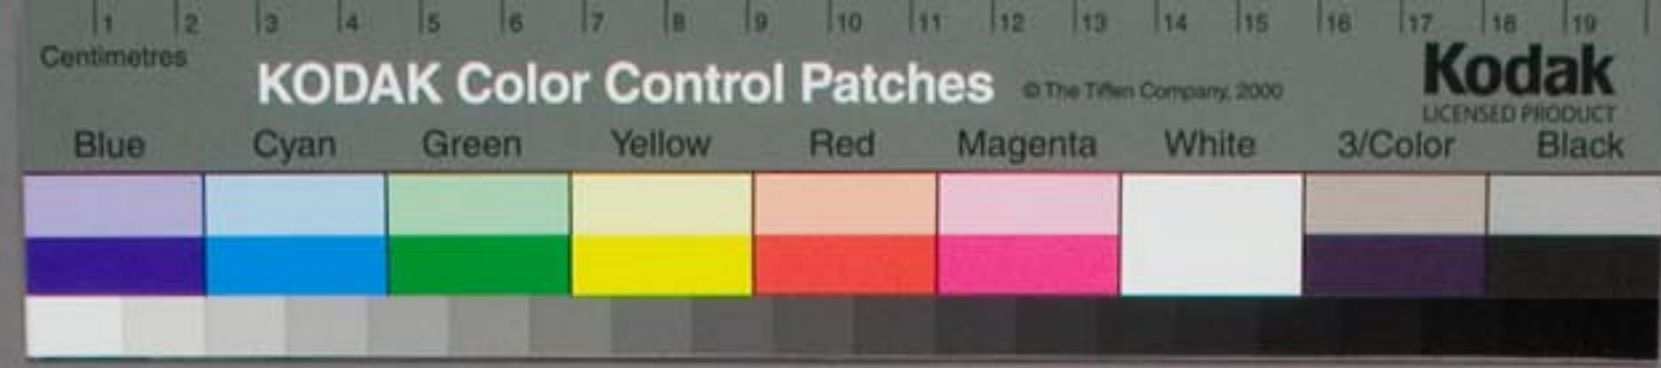 1 2 3 4 5 6 7 8 9 10 11 12 13 14 15 16 17 18 19
Centimetres
KODAK Color Control Patches © The Tiffen Company, 2000 Kodak
LICENSED PRODUCT
Blue Cyan Green Yellow Red Magenta White 3/Color Black